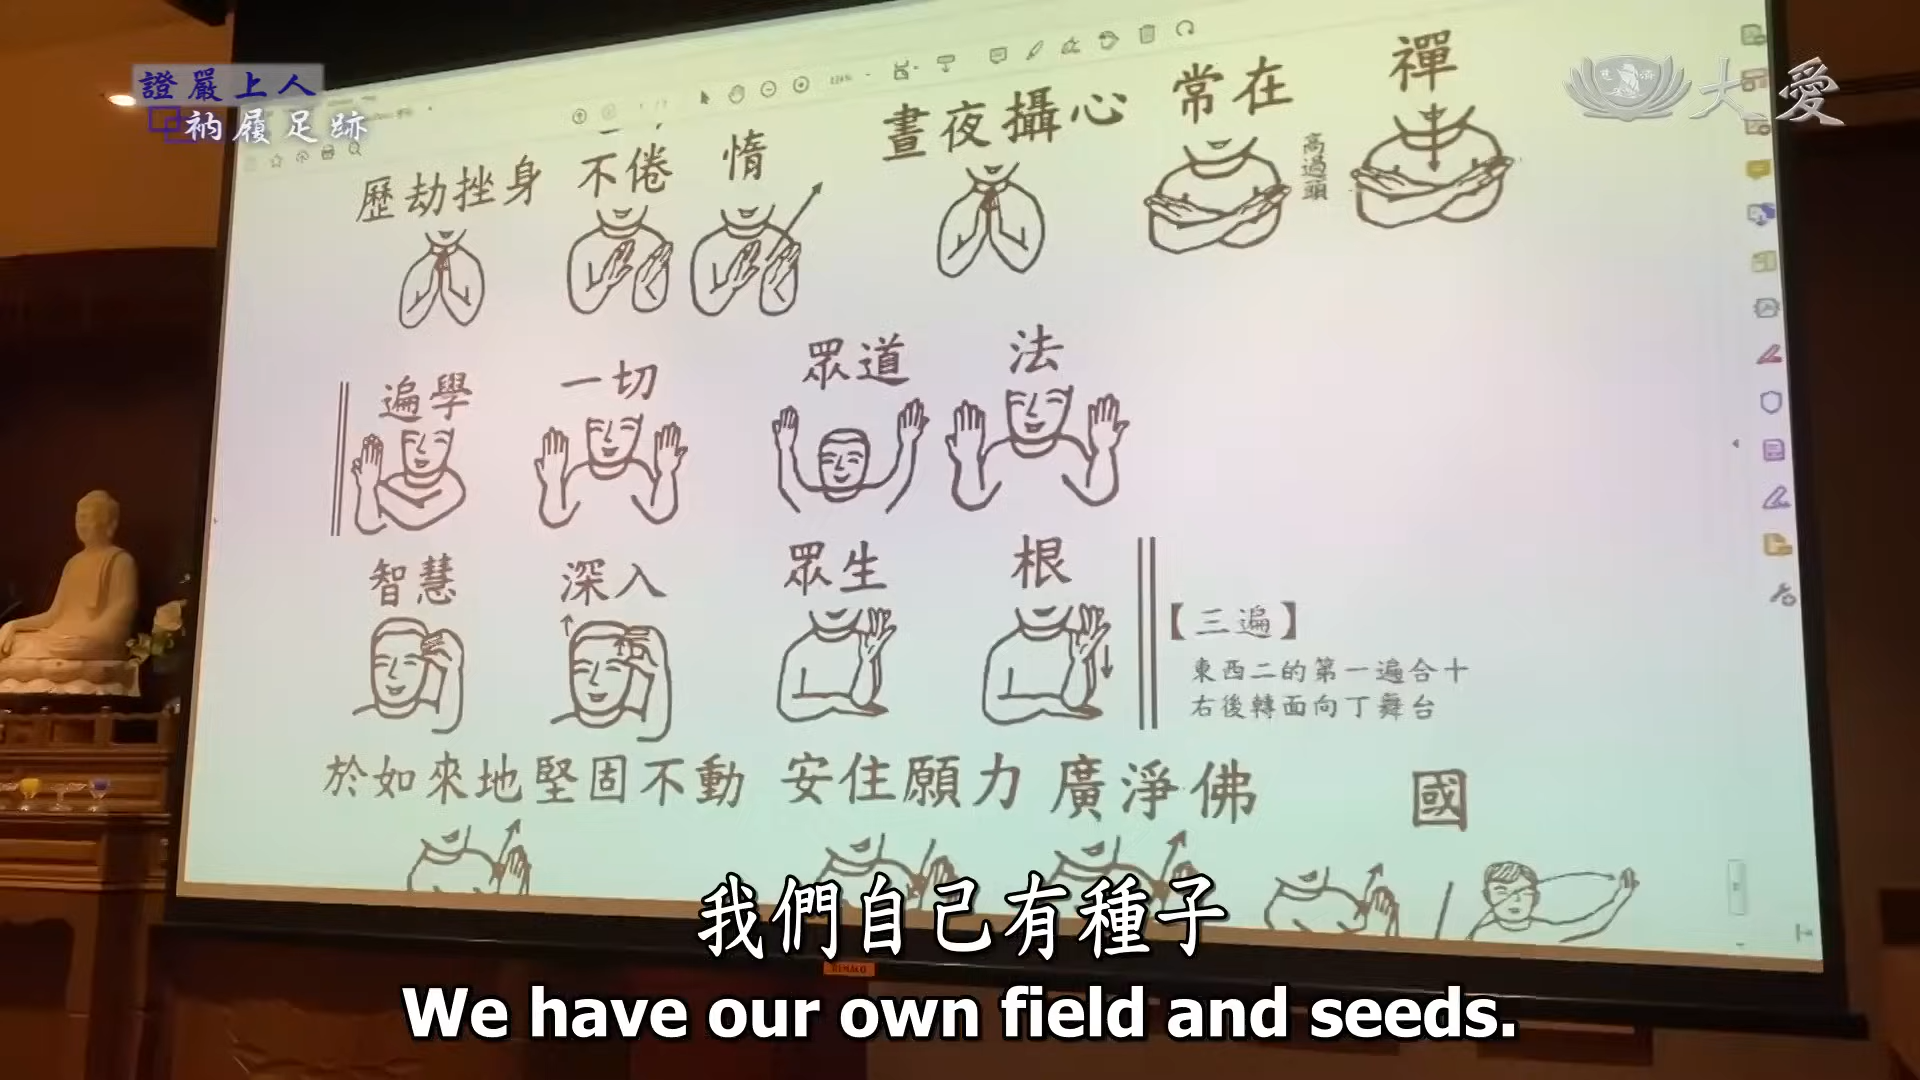 證嚴上人
衲履足跡
大愛
歷劫挫身 不倦 惰 晝夜攝心 常在 禪
高過頭
遍學 一切 眾道 法
智慧 深入 眾生 根
【三遍】
東西二的第一遍合十
右後轉面向丁舞台
於如來地堅固不動 安住願力 廣淨佛 國
我們自己有種子
We have our own field and seeds.